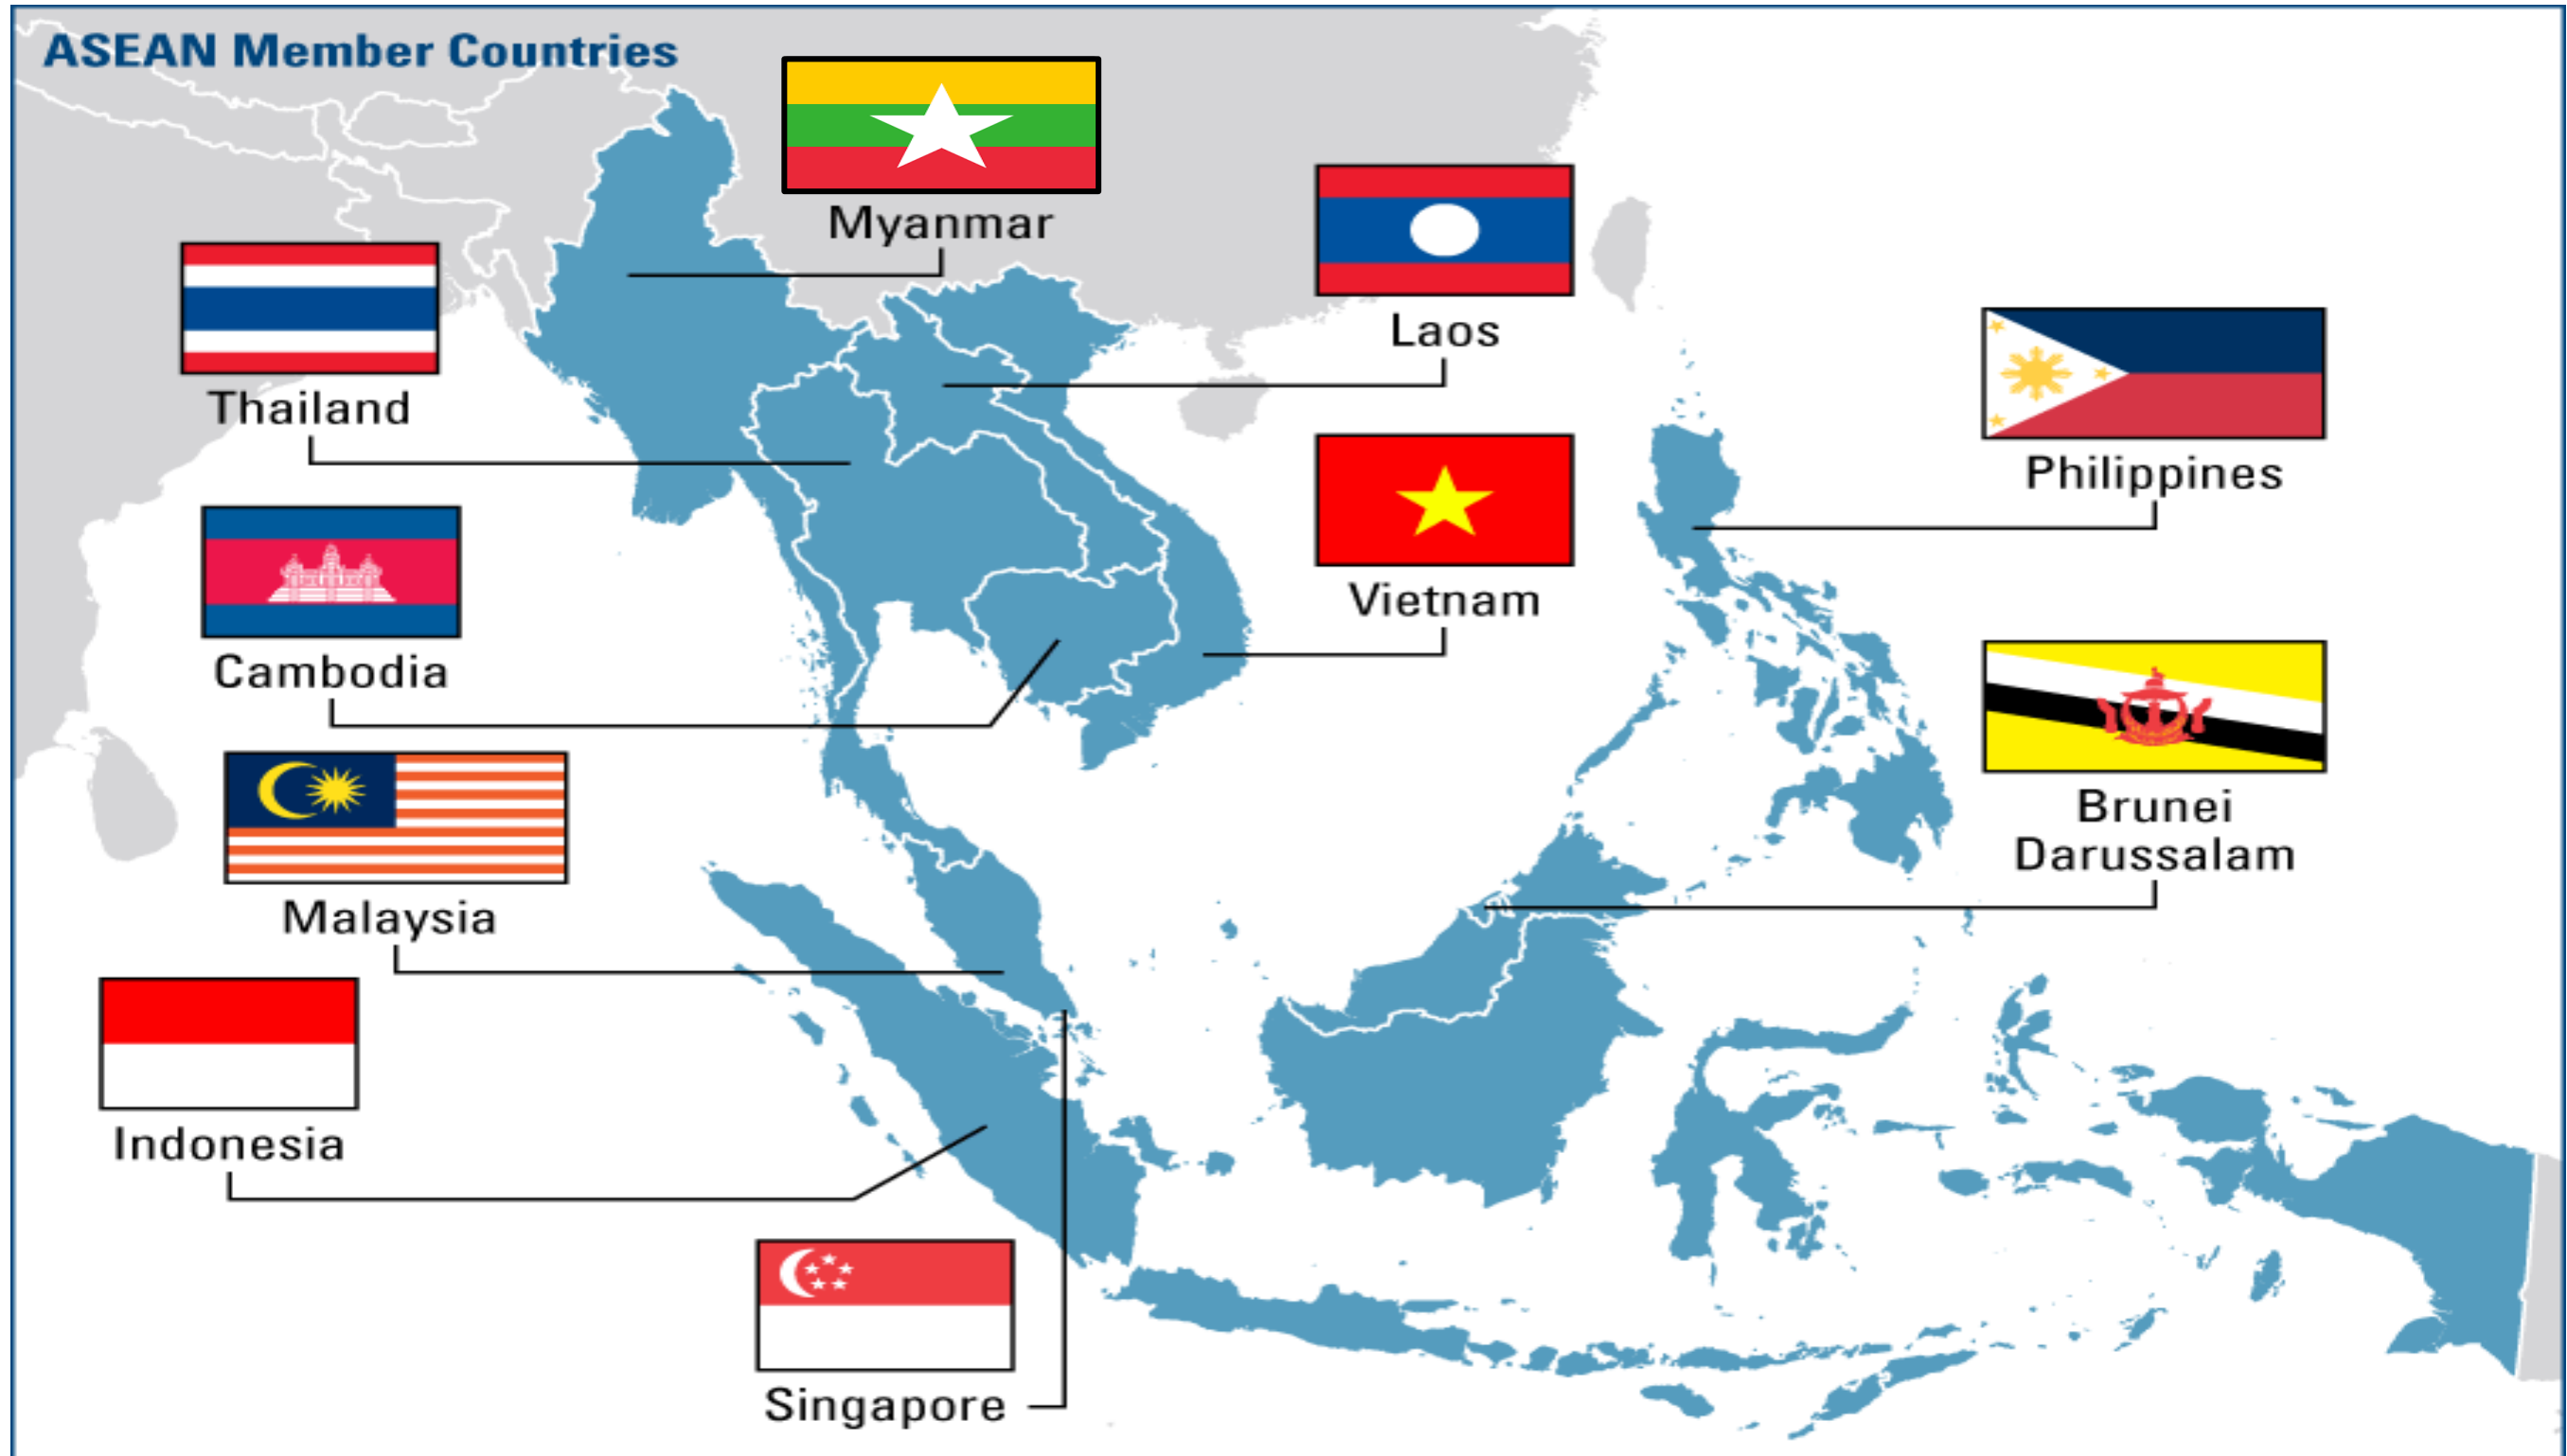 ASEAN Member Countries
Myanmar
Laos
Thailand
Philippines
Vietnam
Cambodia
Brunei
Darussalam
Malaysia
Indonesia
Singapore